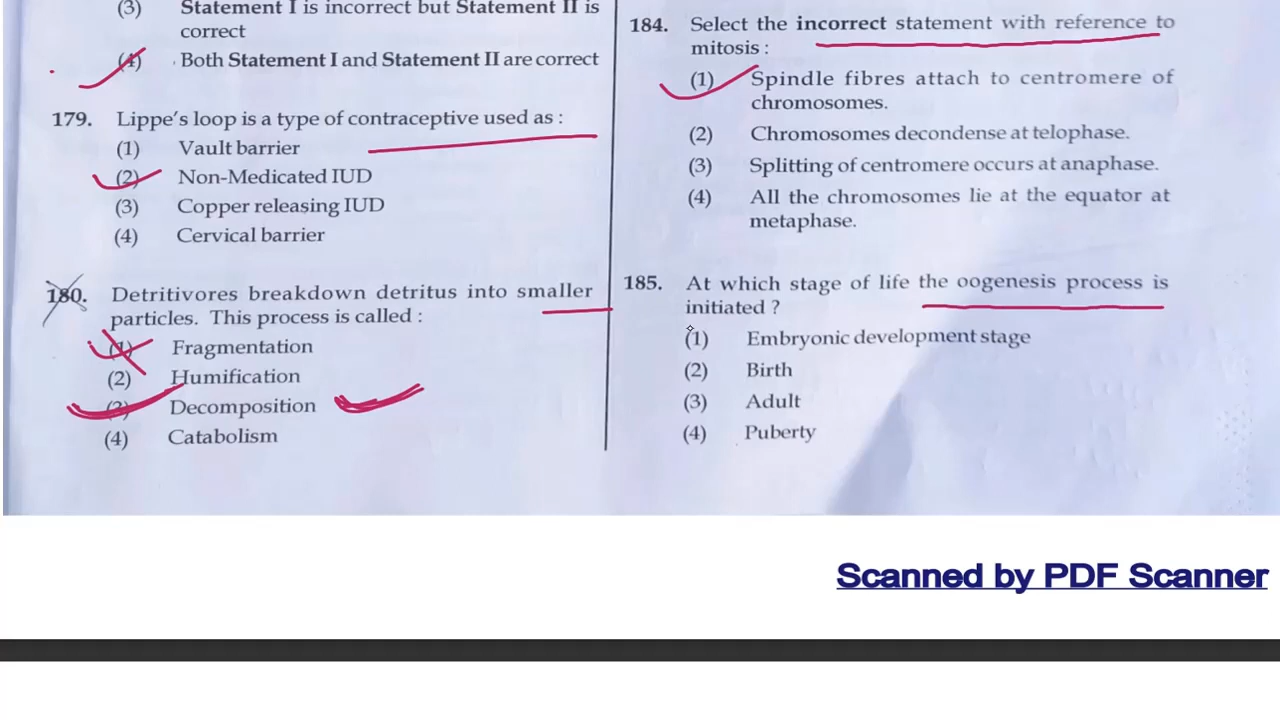 (3) Statement I is incorrect but Statement II is
correct
(4) Both Statement I and Statement II are correct
179. Lippe's loop is a type of contraceptive used as :
(1) Vault barrier
(2) Non-Medicated IUD
(3) Copper releasing IUD
(4) Cervical barrier
180. Detritivores breakdown detritus into smaller
particles. This process is called :
(1) Fragmentation
(2) Humification
(3) Decomposition
(4) Catabolism
184. Select the incorrect statement with reference to
mitosis :
(1) Spindle fibres attach to centromere of
chromosomes.
(2) Chromosomes decondense at telophase.
(3) Splitting of centromere occurs at anaphase.
(4) All the chromosomes lie at the equator at
metaphase.
185. At which stage of life the oogenesis process is
initiated ?
(1) Embryonic development stage
(2) Birth
(3) Adult
(4) Puberty
Scanned by PDF Scanner